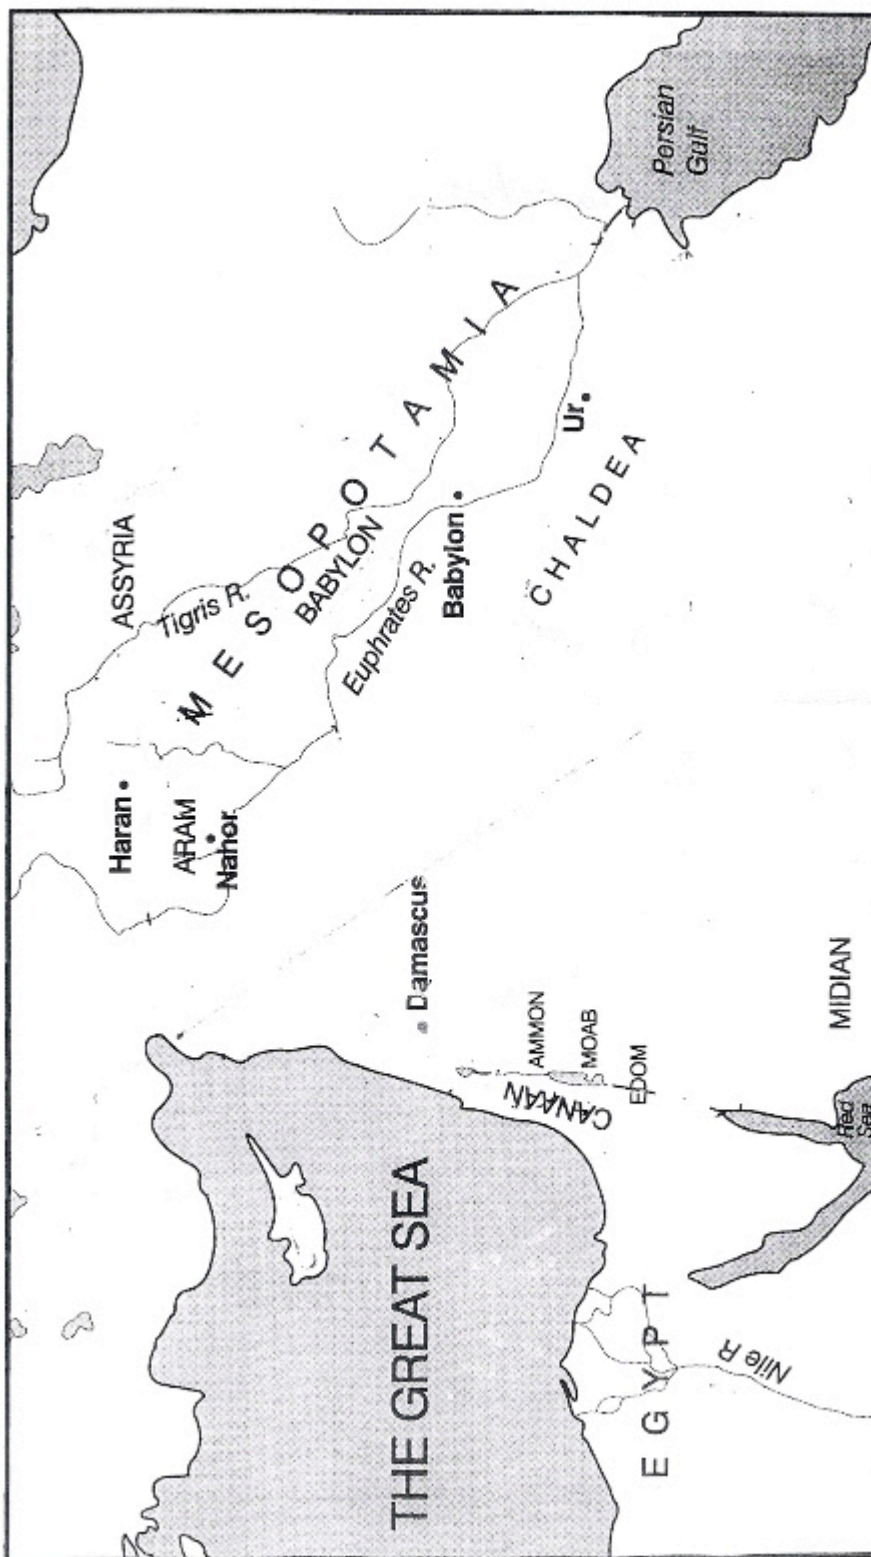 THE GREAT SEA
EGYPT
Nile R
Red
Sea
CANAAN
EDOM
MOAB
AMMON
MIDIAN
Damascus
Haran
ARAM
Nahor
ASSYRIA
Tigris R.
MESOPOTAMIA
BABYLON
Euphrates R.
Babylon
CHALDEA
Ur
Persian
Gulf